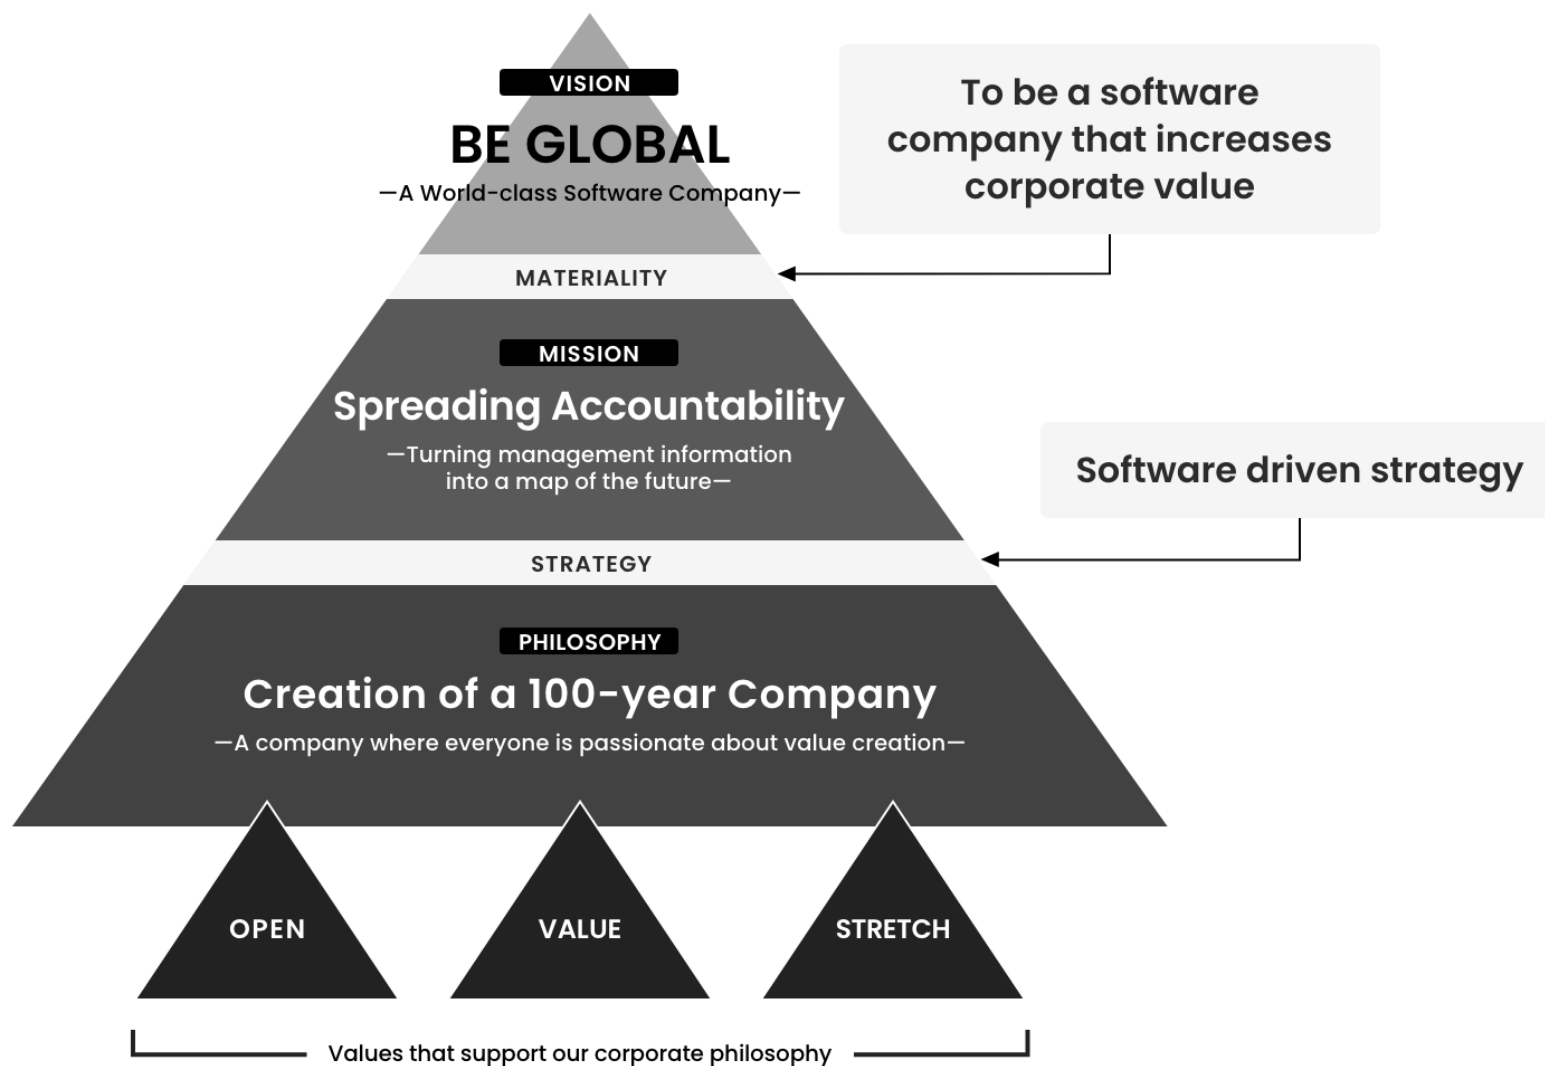 VISION
BE GLOBAL
—A World-class Software Company—
To be a software
company that increases
corporate value
MATERIALITY
MISSION
Spreading Accountability
—Turning management information
into a map of the future—
Software driven strategy
STRATEGY
PHILOSOPHY
Creation of a 100-year Company
—A company where everyone is passionate about value creation—
OPEN
VALUE
STRETCH
Values that support our corporate philosophy